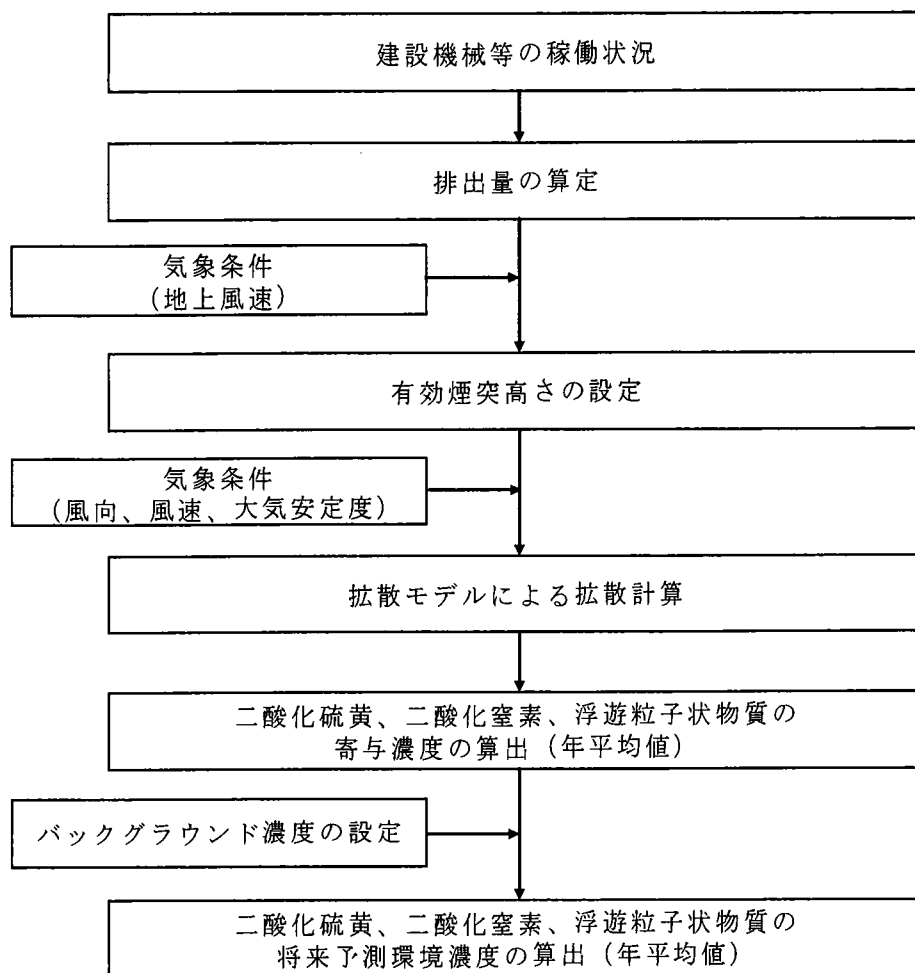 建設機械等の稼働状況
排出量の算定
気象条件
（地上風速）
有効煙突高さの設定
気象条件
（風向、風速、大気安定度）
拡散モデルによる拡散計算
二酸化硫黄、二酸化窒素、浮遊粒子状物質の
寄与濃度の算出（年平均値）
バックグラウンド濃度の設定
二酸化硫黄、二酸化窒素、浮遊粒子状物質の
将来予測環境濃度の算出（年平均値）